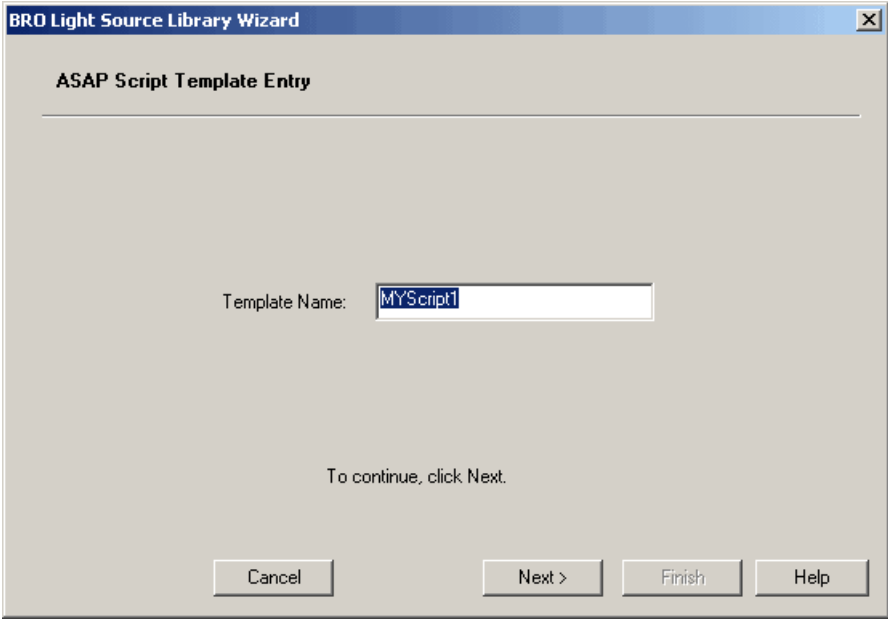 BRO Light Source Library Wizard
ASAP Script Template Entry
Template Name: MYScript1
To continue, click Next.
Cancel Next > Finish Help